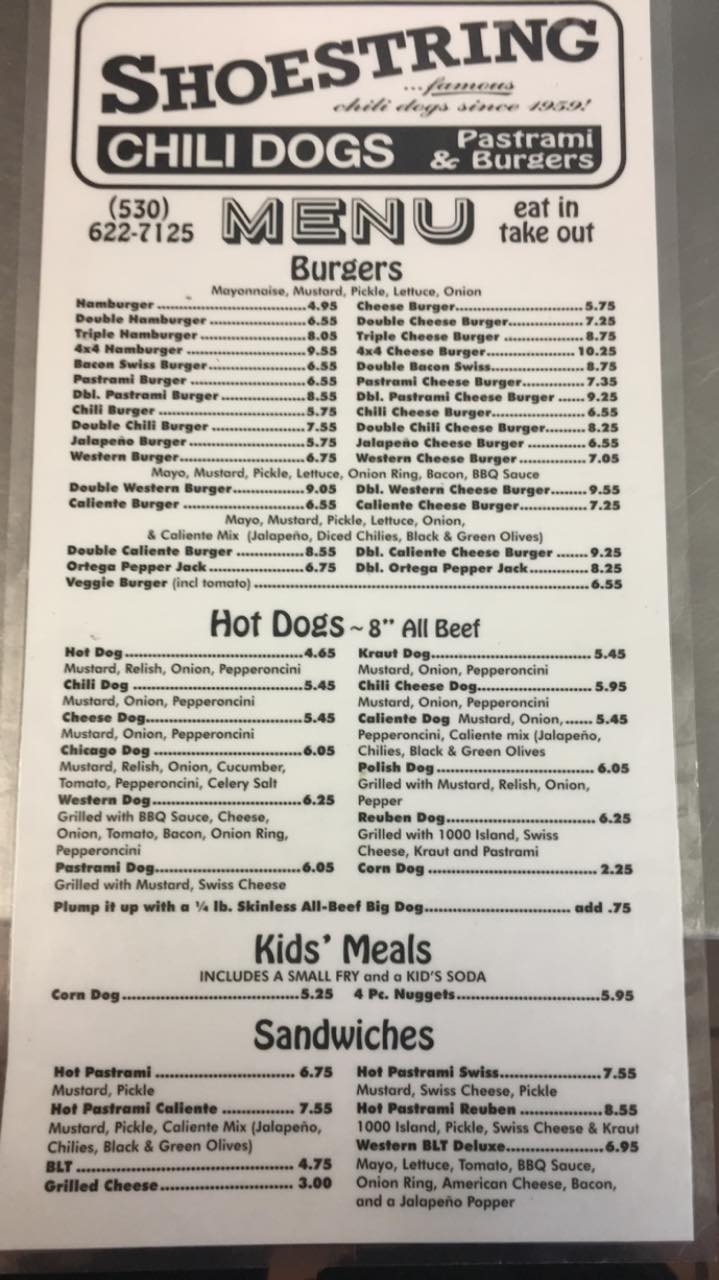 SHOESTRING
...famous
chili dogs since 1959!
CHILI DOGS Pastrami & Burgers
(530) 622-7125 MENU eat in take out
Burgers
Mayonnaise, Mustard, Pickle, Lettuce, Onion
Hamburger ..... 4.95 Cheese Burger..... 5.75
Double Hamburger ..... 6.55 Double Cheese Burger..... 7.25
Triple Hamburger ..... 8.05 Triple Cheese Burger ..... 8.75
4x4 Hamburger ..... 9.55 4x4 Cheese Burger..... 10.25
Bacon Swiss Burger..... 6.55 Double Bacon Swiss..... 8.75
Pastrami Burger ..... 6.55 Pastrami Cheese Burger..... 7.35
Dbl. Pastrami Burger ..... 8.55 Dbl. Pastrami Cheese Burger ..... 9.25
Chili Burger ..... 5.75 Chili Cheese Burger..... 6.55
Double Chili Burger ..... 7.55 Double Chili Cheese Burger..... 8.25
Jalapeño Burger ..... 5.75 Jalapeño Cheese Burger ..... 6.55
Western Burger..... 6.75 Western Cheese Burger ..... 7.05
Mayo, Mustard, Pickle, Lettuce, Onion Ring, Bacon, BBQ Sauce
Double Western Burger..... 9.05 Dbl. Western Cheese Burger..... 9.55
Caliente Burger ..... 6.55 Caliente Cheese Burger..... 7.25
Mayo, Mustard, Pickle, Lettuce, Onion,
& Caliente Mix (Jalapeño, Diced Chilies, Black & Green Olives)
Double Caliente Burger ..... 8.55 Dbl. Caliente Cheese Burger ..... 9.25
Ortega Pepper Jack ..... 6.75 Dbl. Ortega Pepper Jack..... 8.25
Veggie Burger (incl tomato) ..... 6.55
Hot Dogs ~ 8" All Beef
Hot Dog ..... 4.65
Mustard, Relish, Onion, Pepperoncini
Chili Dog ..... 5.45
Mustard, Onion, Pepperoncini
Cheese Dog..... 5.45
Mustard, Onion, Pepperoncini
Chicago Dog ..... 6.05
Mustard, Relish, Onion, Cucumber,
Tomato, Pepperoncini, Celery Salt
Western Dog ..... 6.25
Grilled with BBQ Sauce, Cheese,
Onion, Tomato, Bacon, Onion Ring,
Pepperoncini
Pastrami Dog..... 6.05
Grilled with Mustard, Swiss Cheese
Kraut Dog..... 5.45
Mustard, Onion, Pepperoncini
Chili Cheese Dog..... 5.95
Mustard, Onion, Pepperoncini
Caliente Dog Mustard, Onion,...... 5.45
Pepperoncini, Caliente mix (Jalapeño,
Chilies, Black & Green Olives
Polish Dog ..... 6.05
Grilled with Mustard, Relish, Onion,
Pepper
Reuben Dog..... 6.25
Grilled with 1000 Island, Swiss
Cheese, Kraut and Pastrami
Corn Dog ..... 2.25
Plump it up with a ¼ lb. Skinless All-Beef Big Dog..... add .75
Kids' Meals
INCLUDES A SMALL FRY and a KID'S SODA
Corn Dog ..... 5.25 4 Pc. Nuggets..... 5.95
Sandwiches
Hot Pastrami ..... 6.75
Mustard, Pickle
Hot Pastrami Caliente ..... 7.55
Mustard, Pickle, Caliente Mix (Jalapeño,
Chilies, Black & Green Olives)
BLT ..... 4.75
Grilled Cheese ..... 3.00
Hot Pastrami Swiss..... 7.55
Mustard, Swiss Cheese, Pickle
Hot Pastrami Reuben ..... 8.55
1000 Island, Pickle, Swiss Cheese & Kraut
Western BLT Deluxe..... 6.95
Mayo, Lettuce, Tomato, BBQ Sauce,
Onion Ring, American Cheese, Bacon,
and a Jalapeño Popper